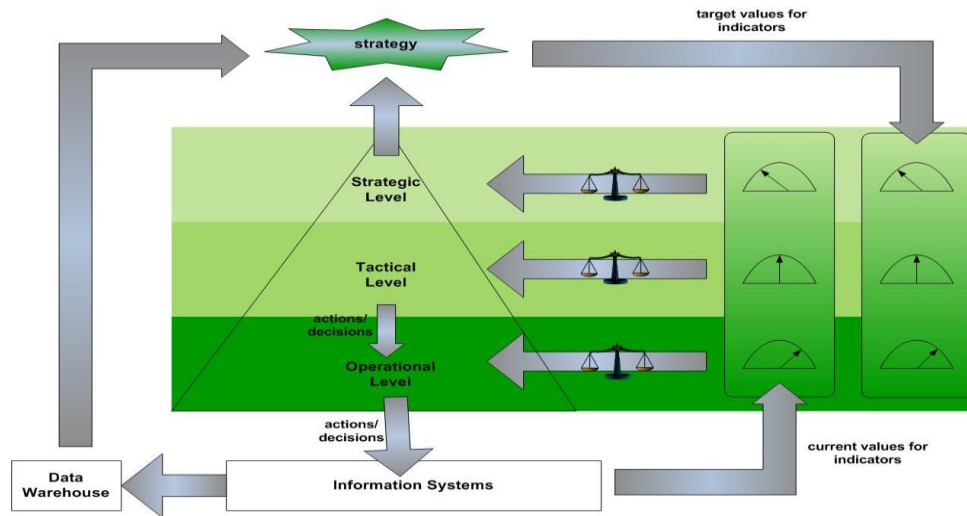 target values for
indicators
strategy
Strategic
Level
Tactical
Level
actions/
decisions
Operational
Level
actions/
decisions
current values for
indicators
Data
Warehouse
Information Systems